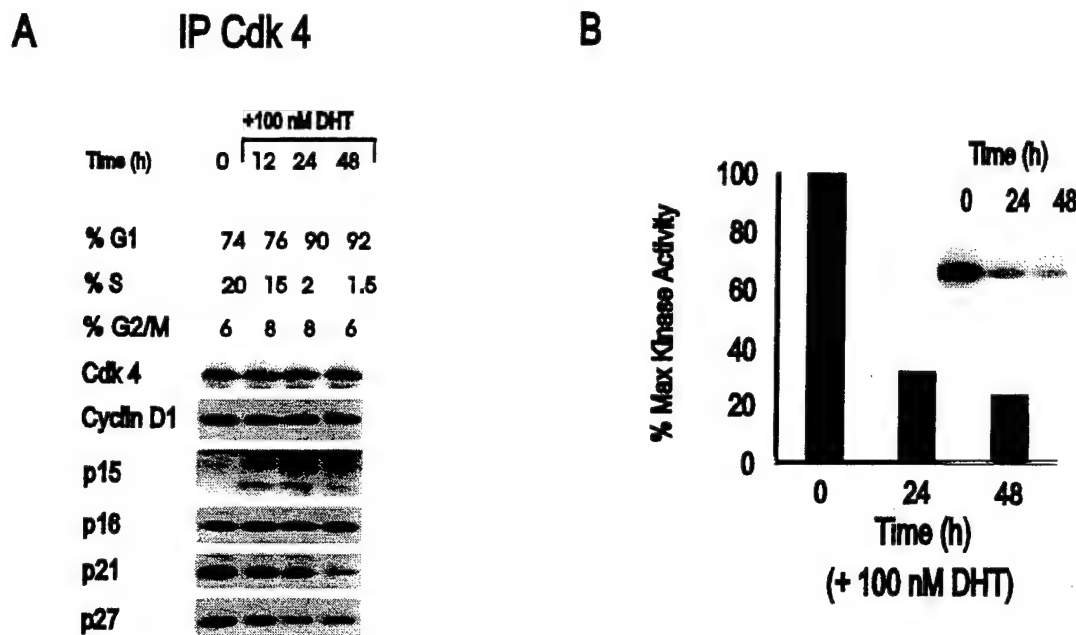 A
IP Cdk 4
+100 nM DHT
Time (h) 0 12 24 48
% G1 74 76 90 92
% S 20 15 2 1.5
% G2/M 6 8 8 6
Cdk 4
Cyclin D1
p15
p16
p21
p27
B
Time (h)
0 24 48
% Max Kinase Activity
100
80
60
40
20
0
0 24 48
Time (h)
(+ 100 nM DHT)